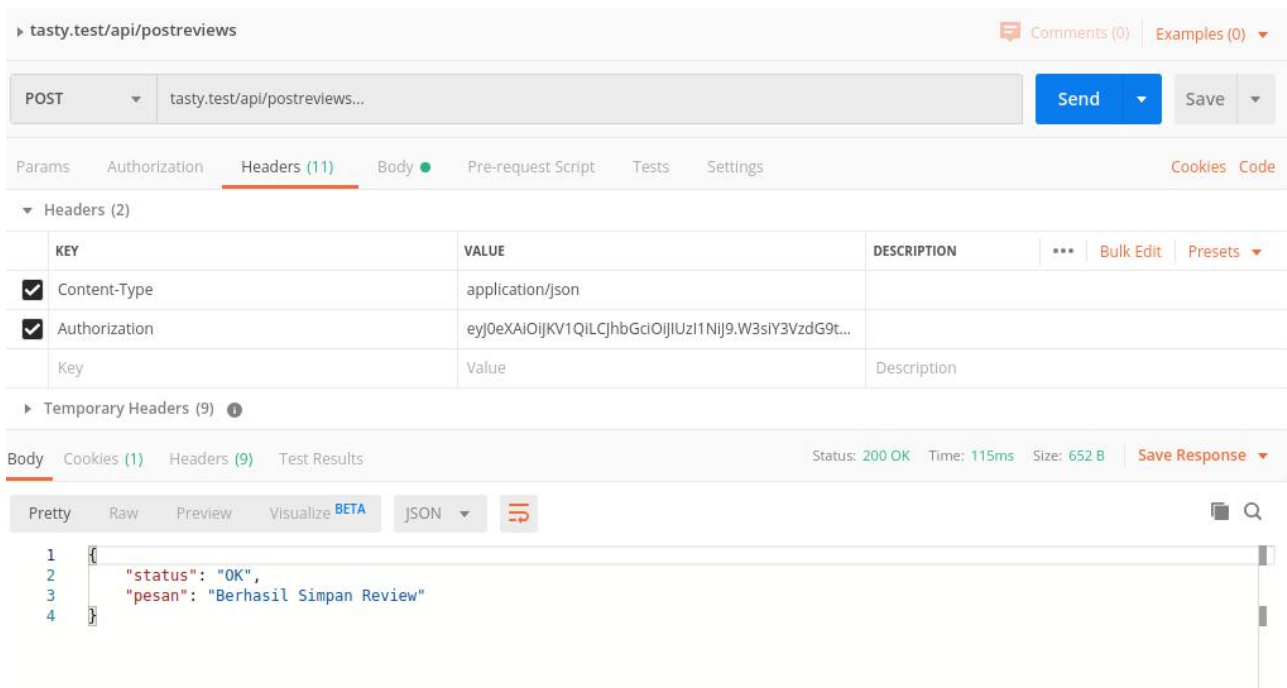 tasty.test/api/postreviews
Comments (0) Examples (0)
POST tasty.test/api/postreviews... Send Save
Params Authorization Headers (11) Body Pre-request Script Tests Settings Cookies Code
Headers (2)
KEY VALUE DESCRIPTION ••• Bulk Edit Presets
Content-Type application/json
Authorization eyJ0eXAiOiJKV1QiLCJhbGciOiJIUzI1NiJ9.W3siY3VzdG9t...
Key Value Description
Temporary Headers (9)
Body Cookies (1) Headers (9) Test Results Status: 200 OK Time: 115ms Size: 652 B Save Response
Pretty Raw Preview Visualize BETA JSON
1 {
2 "status": "OK",
3 "pesan": "Berhasil Simpan Review"
4 }